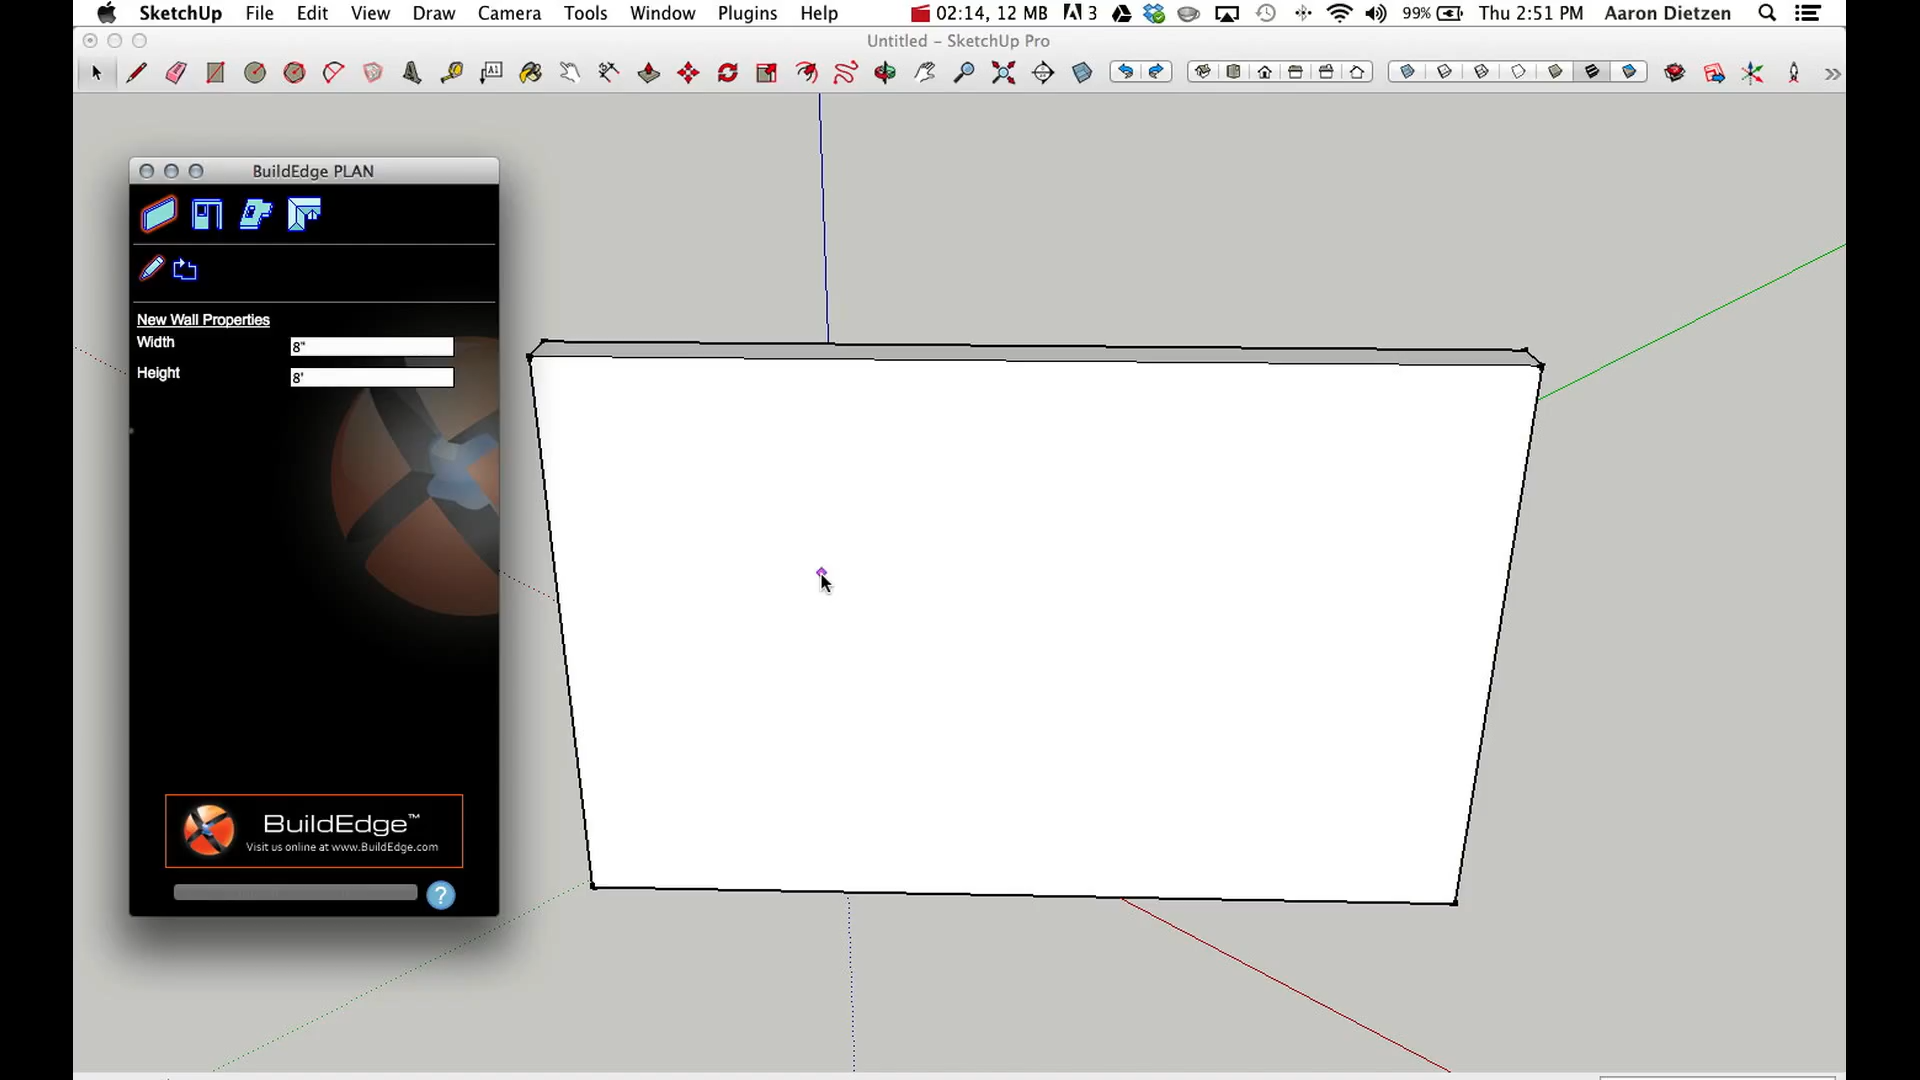 SketchUp File Edit View Draw Camera Tools Window Plugins Help 02:14, 12 MB 3 99% Thu 2:51 PM Aaron Dietzen
Untitled – SketchUp Pro
A1
BuildEdge PLAN
New Wall Properties
Width 8"
Height 8'
BuildEdge™
Visit us online at www.BuildEdge.com
?